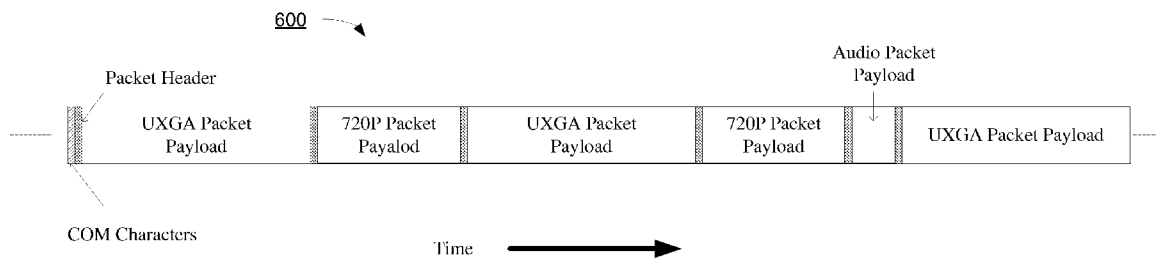 600
Audio Packet
Payload
Packet Header
UXGA Packet
Payload
720P Packet
Payalod
UXGA Packet
Payload
720P Packet
Payload
UXGA Packet Payload
COM Characters
Time